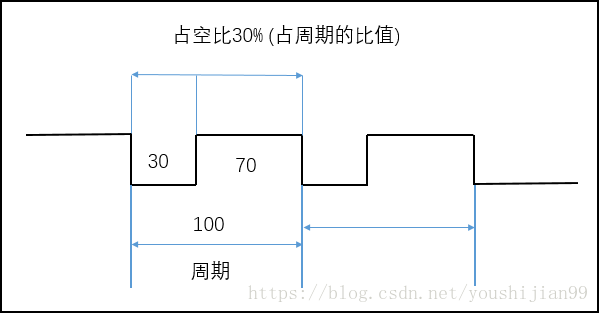 占空比30% (占周期的比值)
30
70
100
周期
https://blog.csdn.net/youshijian99